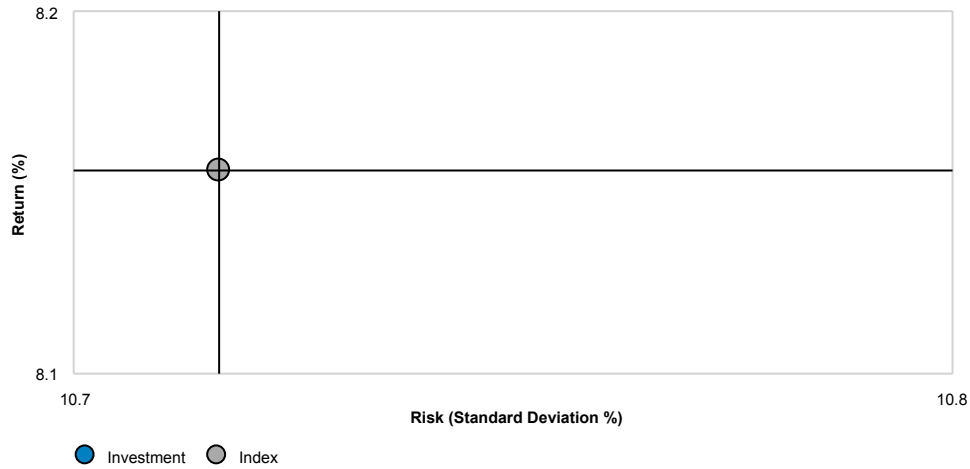 8.2
Return (%)
8.1
10.7
10.8
Risk (Standard Deviation %)
Investment
Index